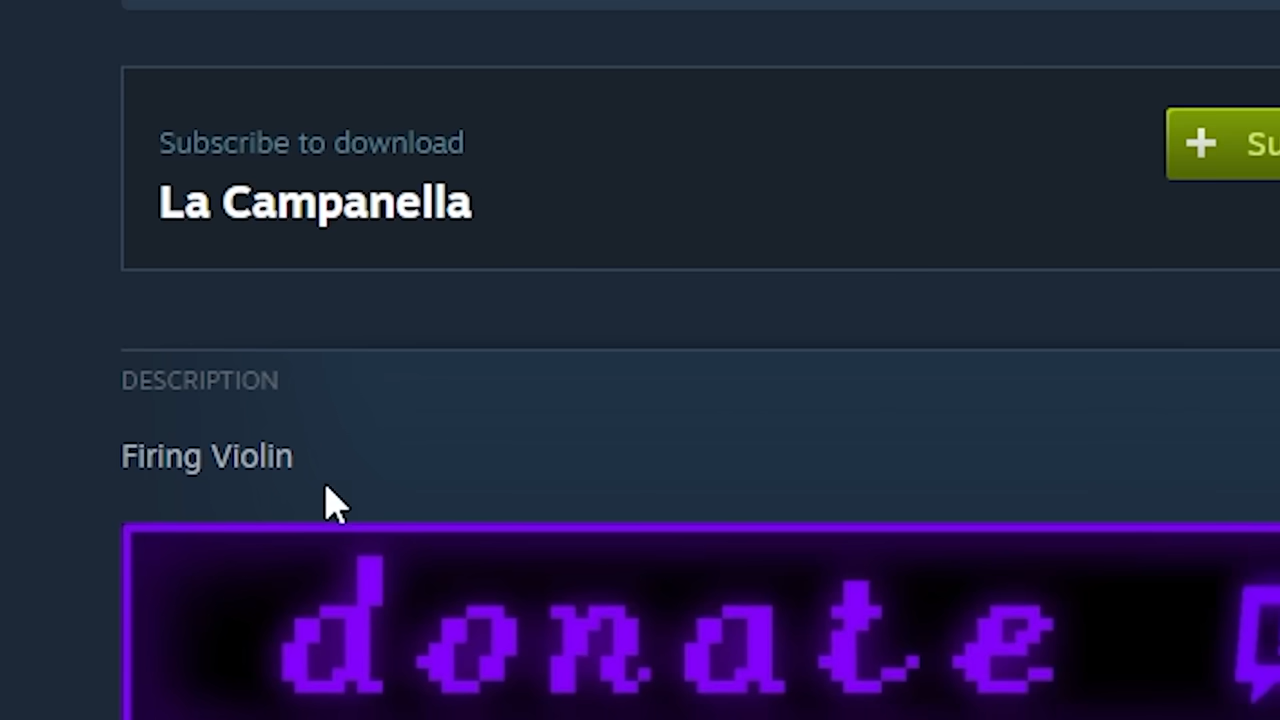 Subscribe to download
La Campanella
DESCRIPTION
Firing Violin
donate